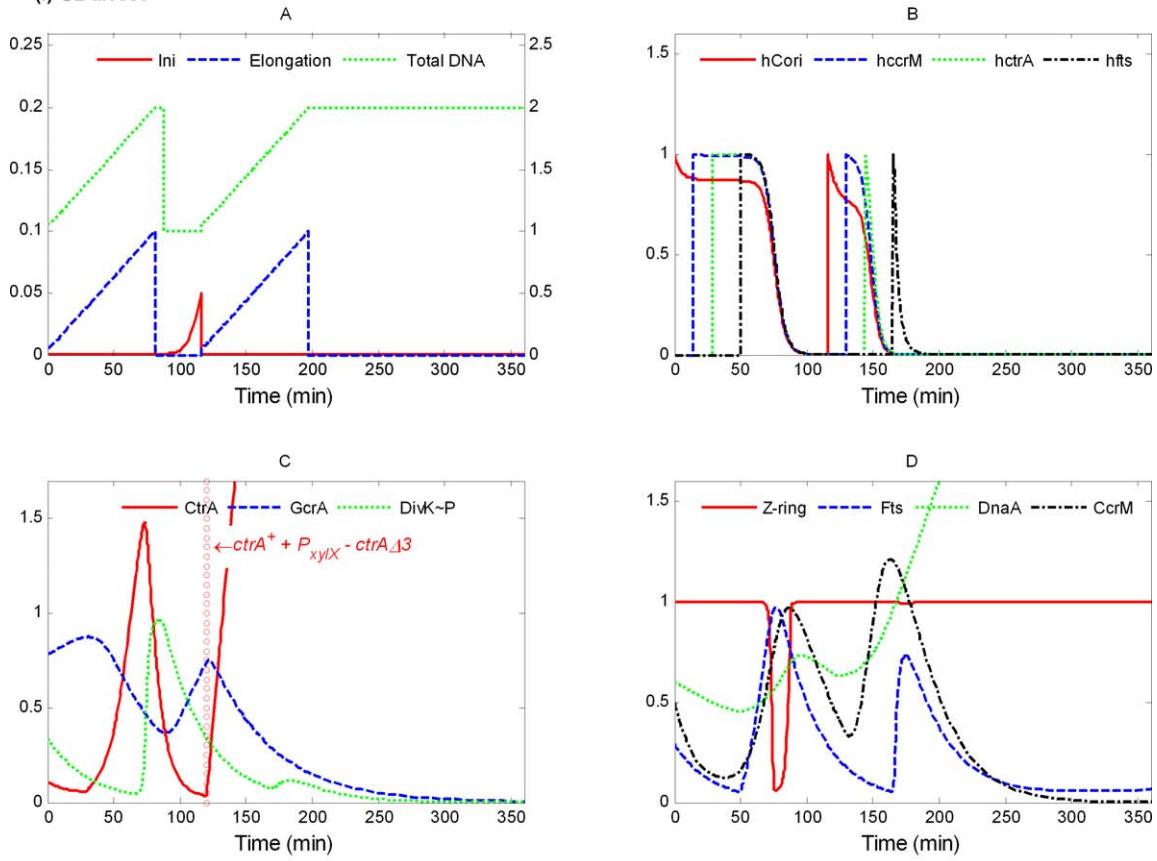 A
0.25
0.2
0.15
0.1
0.05
0
2.5
2
1.5
1
0.5
0
Ini Elongation Total DNA
0 50 100 150 200 250 300 350
Time (min)
B
1.5
1
0.5
0
hCori hccrM hctrA hfts
0 50 100 150 200 250 300 350
Time (min)
C
1.5
1
0.5
0
CtrA GcrA DivK~P
←ctrA+ + PxylX - ctrAΔ3
0 50 100 150 200 250 300 350
Time (min)
D
1.5
1
0.5
0
Z-ring Fts DnaA CcrM
0 50 100 150 200 250 300 350
Time (min)